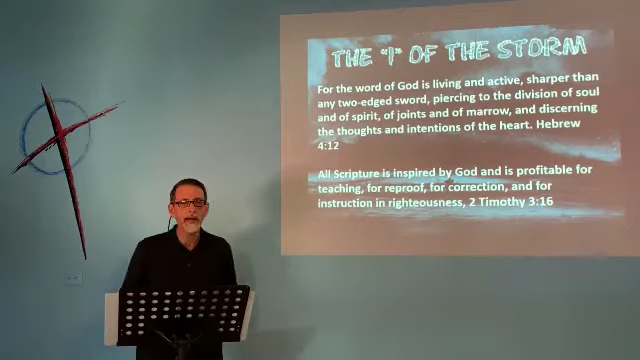 THE "I" OF THE STORM
For the word of God is living and active, sharper than
any two-edged sword, piercing to the division of soul
and of spirit, of joints and of marrow, and discerning
the thoughts and intentions of the heart. Hebrew
4:12
All Scripture is inspired by God and is profitable for
teaching, for reproof, for correction, and for
instruction in righteousness, 2 Timothy 3:16